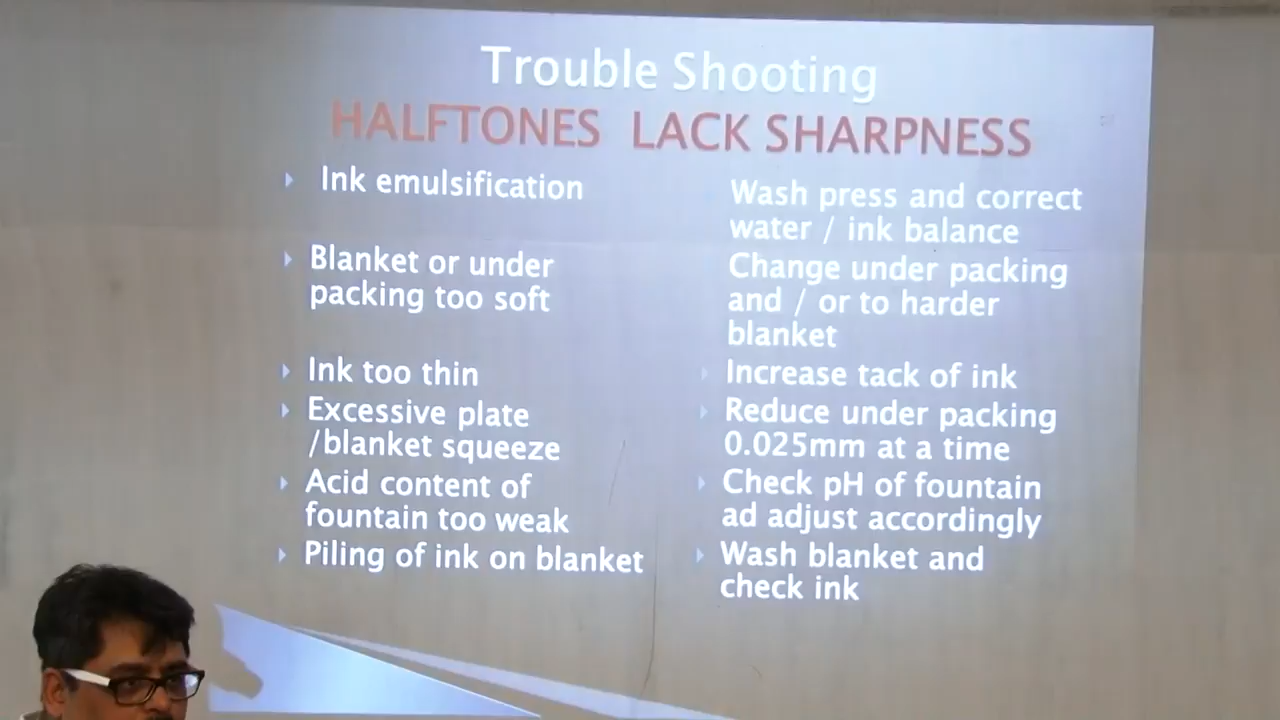 Trouble Shooting
HALFTONES LACK SHARPNESS
Ink emulsification
Blanket or under
packing too soft
Ink too thin
Excessive plate
/blanket squeeze
Acid content of
fountain too weak
Piling of ink on blanket
Wash press and correct
water / ink balance
Change under packing
and / or to harder
blanket
Increase tack of ink
Reduce under packing
0.025mm at a time
Check pH of fountain
ad adjust accordingly
Wash blanket and
check ink